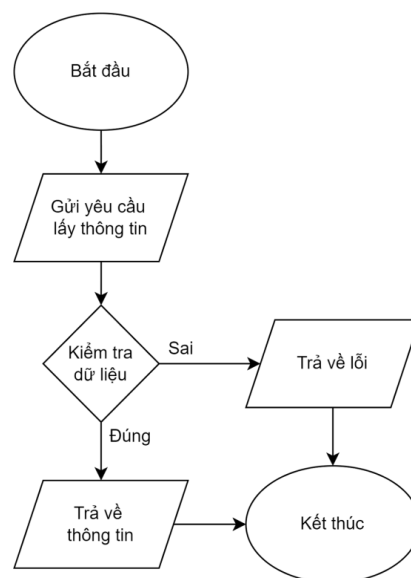 Bắt đầu
Gửi yêu cầu
lấy thông tin
Kiểm tra
dữ liệu
Sai
Trả về lỗi
Đúng
Trả về
thông tin
Kết thúc